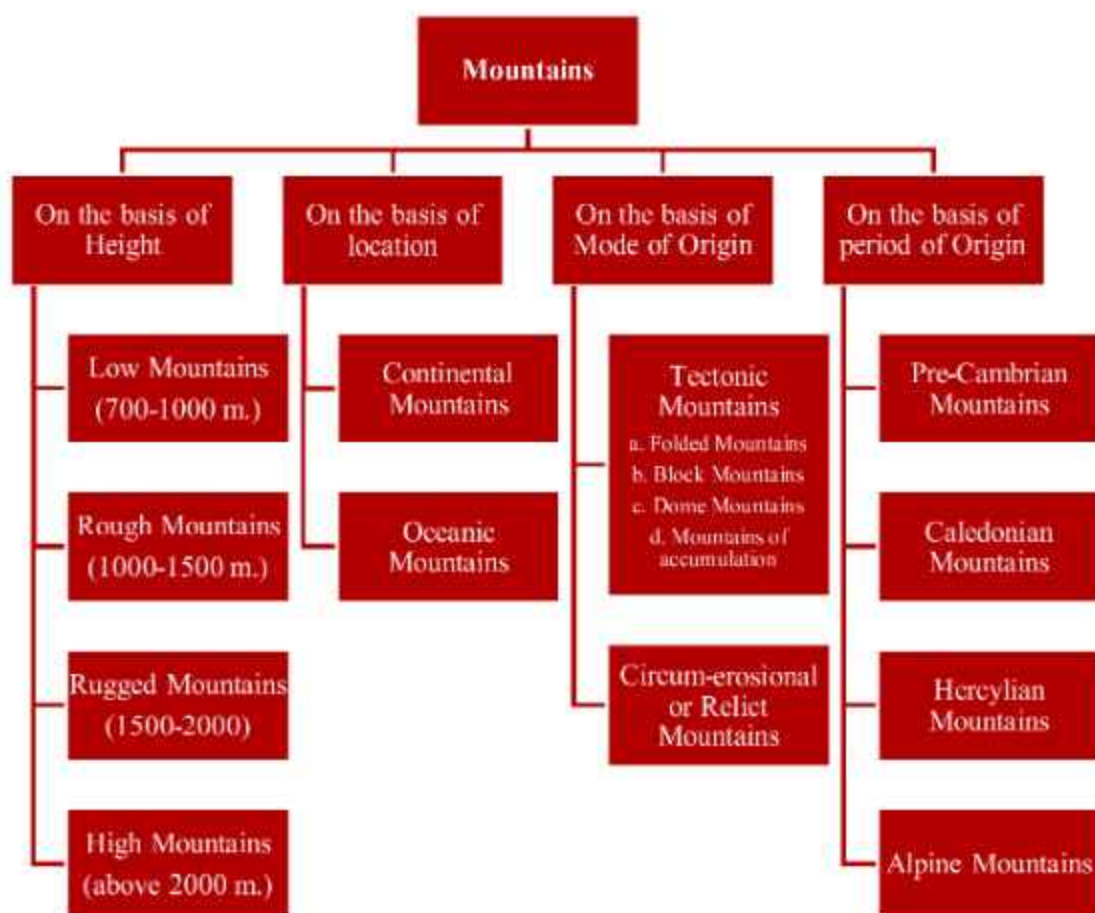 Mountains
On the basis of
Height
On the basis of
location
On the basis of
Mode of Origin
On the basis of
period of Origin
Low Mountains
(700-1000 m.)
Rough Mountains
(1000-1500 m.)
Rugged Mountains
(1500-2000)
High Mountains
(above 2000 m.)
Continental
Mountains
Oceanic
Mountains
Tectonic
Mountains
a. Folded Mountains
b. Block Mountains
c. Dome Mountains
d. Mountains of
accumulation
Circum-erosional
or Relict
Mountains
Pre-Cambrian
Mountains
Caledonian
Mountains
Hercylian
Mountains
Alpine Mountains